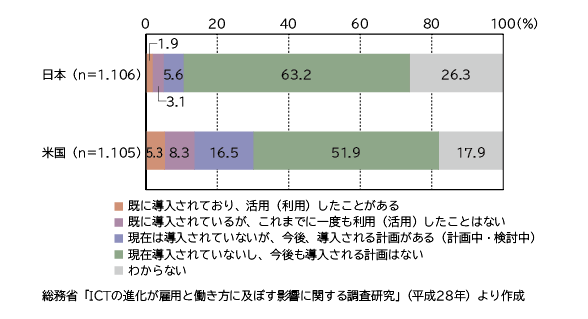 0 20 40 60 80 100(%)
1.9
日本（n=1.106） 5.6 63.2 26.3
3.1
米国（n=1.105） 5.3 8.3 16.5 51.9 17.9
既に導入されており、活用（利用）したことがある
既に導入されているが、これまでに一度も利用（活用）したことはない
現在は導入されていないが、今後、導入される計画がある（計画中・検討中）
現在導入されていないし、今後も導入される計画はない
わからない
総務省「ICTの進化が雇用と働き方に及ぼす影響に関する調査研究」（平成28年）より作成